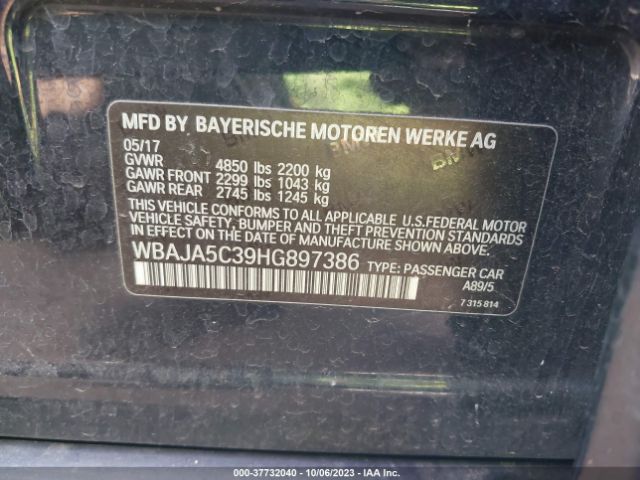 MFD BY BAYERISCHE MOTOREN WERKE AG
05/17
GVWR 4850 lbs 2200 kg
GAWR FRONT 2299 lbs 1043 kg
GAWR REAR 2745 lbs 1245 kg
THIS VEHICLE CONFORMS TO ALL APPLICABLE U.S.FEDERAL MOTOR
VEHICLE SAFETY, BUMPER AND THEFT PREVENTION STANDARDS
IN EFFECT ON THE DATE OF MANUFACTURE SHOWN ABOVE.
WBAJA5C39HG897386 TYPE: PASSENGER CAR
A89/5
7 315 814
000-37732040 • 10/06/2023 • IAA Inc.